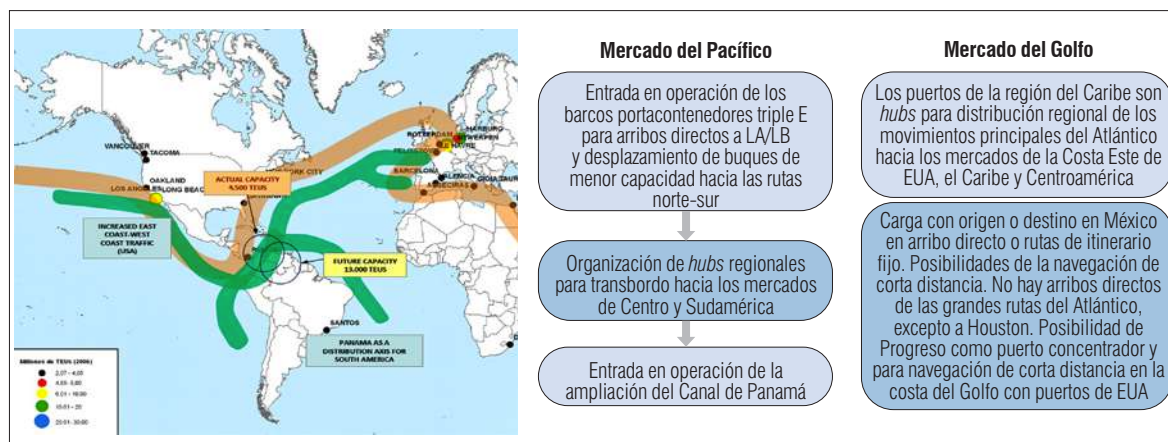 VANCOUVER
TACOMA
OAKLAND
LOS ANGELES
LONG BEAC
ACTUAL CAPACITY
4,500 TEUS
INCREASED EAST
COAST-WEST
COAST TRAFFIC
(USA)
FUTURE CAPACITY
13,000 TEUS
SANTOS
PANAMA AS A
DISTRIBUTION AXIS FOR
SOUTH AMERICA
ROTTERDAM
HAVRE
BARCELONA
VALENCIA
GIOIA TAUR
Millones de TEUS (2006)
Mercado del Pacífico
Entrada en operación de los
barcos portacontenedores triple E
para arribos directos a LA/LB
y desplazamiento de buques de
menor capacidad hacia las rutas
norte-sur
Organización de hubs regionales
para transbordo hacia los mercados
de Centro y Sudamérica
Entrada en operación de la
ampliación del Canal de Panamá
Mercado del Golfo
Los puertos de la región del Caribe son
hubs para distribución regional de los
movimientos principales del Atlántico
hacia los mercados de la Costa Este de
EUA, el Caribe y Centroamérica
Carga con origen o destino en México
en arribo directo o rutas de itinerario
fijo. Posibilidades de la navegación de
corta distancia. No hay arribos directos
de las grandes rutas del Atlántico,
excepto a Houston. Posibilidad de
Progreso como puerto concentrador y
para navegación de corta distancia en la
costa del Golfo con puertos de EUA